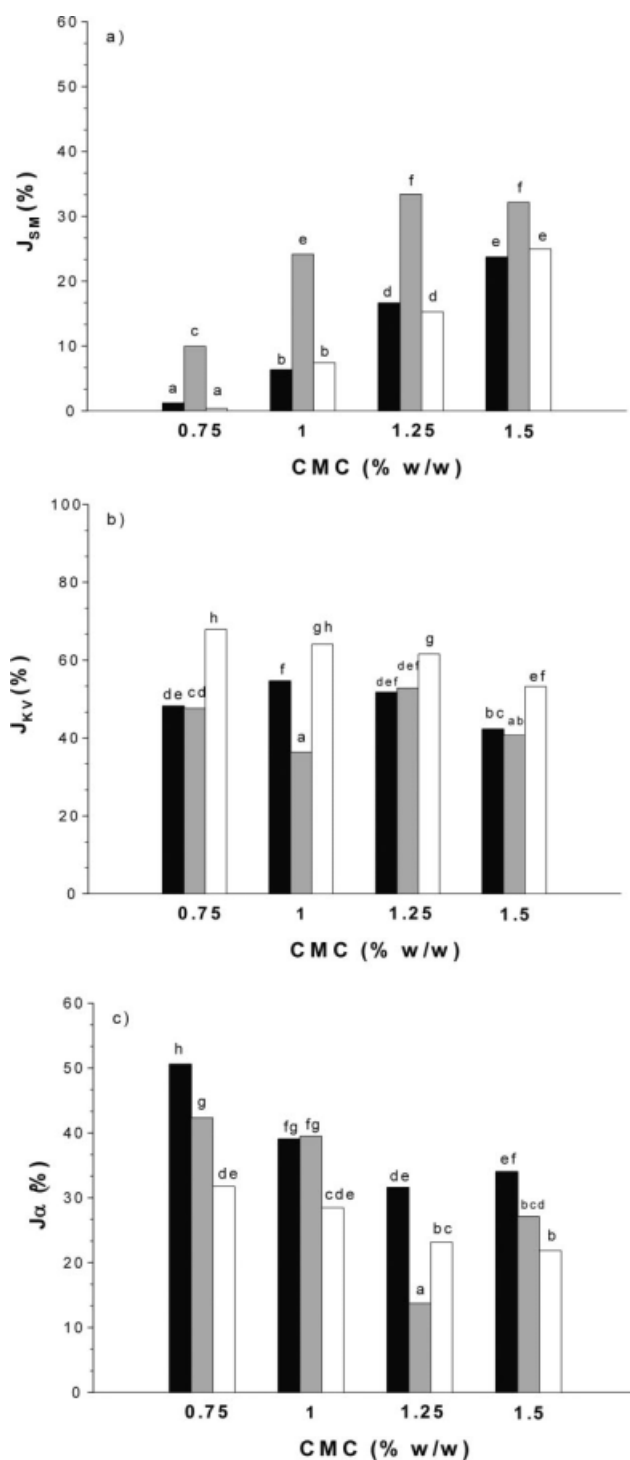 a)
60
50
40
30
20
10
0
J_SM (%)
a c a
b e b
d f d
e f e
0.75 1 1.25 1.5
CMC (% w/w)
b)
100
80
60
40
20
0
J_KV (%)
de cd h
f a gh
def def g
bc ab ef
0.75 1 1.25 1.5
CMC (% w/w)
c)
60
50
40
30
20
10
0
Jα (%)
h g de
fg fg cde
de a bc
ef bcd b
0.75 1 1.25 1.5
CMC (% w/w)